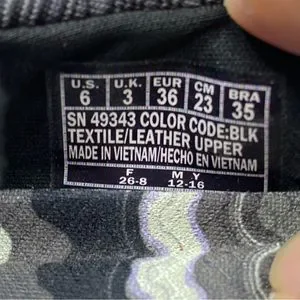 U.S. U.K. EUR CM BRA
6 3 36 23 35
SN 49343 COLOR CODE:BLK
TEXTILE/LEATHER UPPER
MADE IN VIETNAM/HECHO EN VIETNAM
F M Y
26-8 12-16